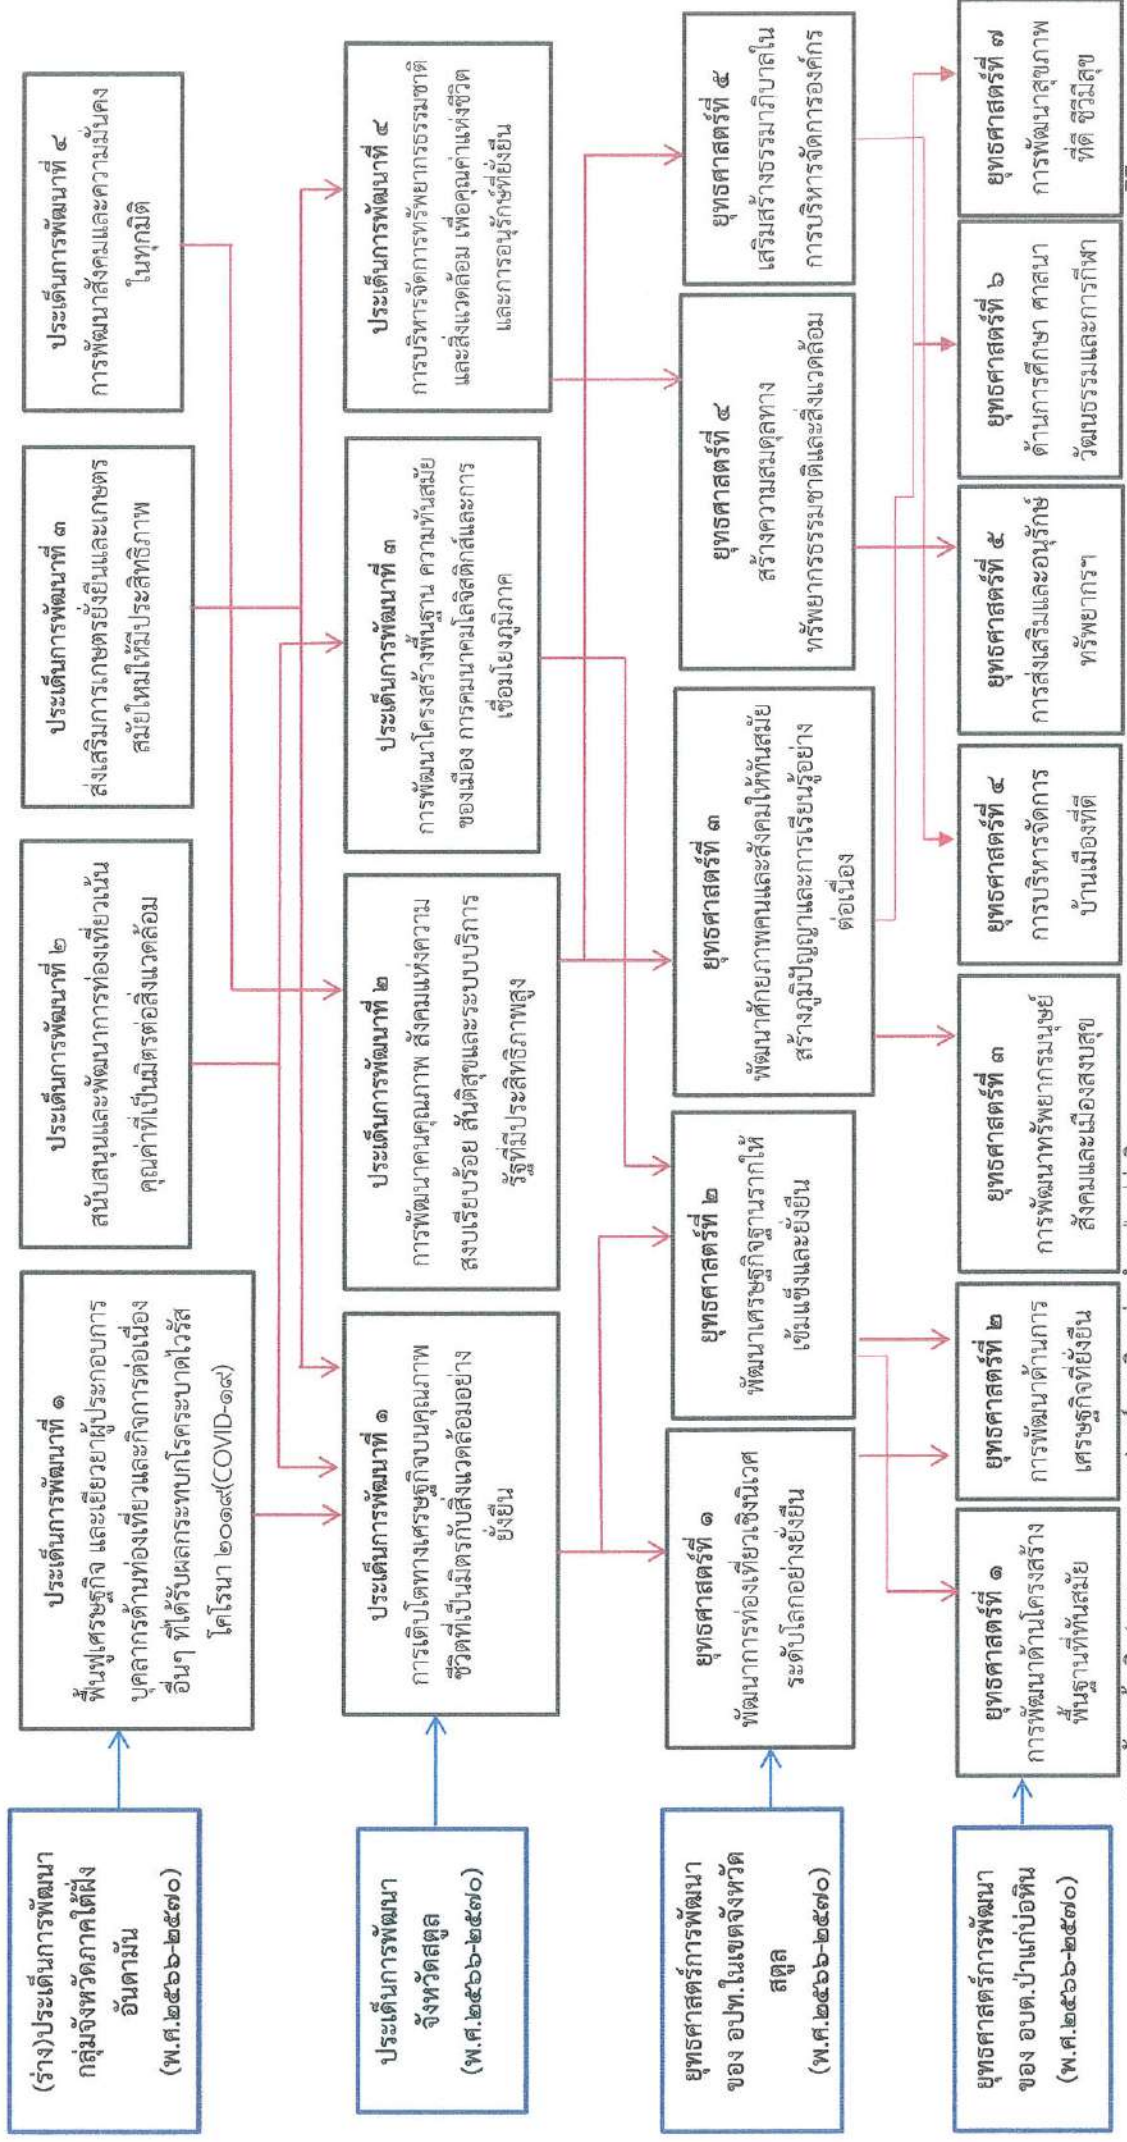 (ร่าง)ประเด็นการพัฒนา
กลุ่มจังหวัดภาคใต้ฝั่ง
อันดามัน
(พ.ศ.๒๕๖๖-๒๕๗๐)
ประเด็นการพัฒนาที่ ๑
ฟื้นฟูเศรษฐกิจ และเยียวยาผู้ประกอบการ
บุคลากรด้านท่องเที่ยวและกิจการต่อเนื่อง
อื่นๆ ที่ได้รับผลกระทบกโรคระบาดไวรัส
โคโรนา ๒๐๑๙(COVID-๑๙)
ประเด็นการพัฒนาที่ ๒
สนับสนุนและพัฒนาการท่องเที่ยวเน้น
คุณค่าที่เป็นมิตรต่อสิ่งแวดล้อม
ประเด็นการพัฒนาที่ ๓
ส่งเสริมการเกษตรยั่งยืนและเกษตร
สมัยใหม่ให้มีประสิทธิภาพ
ประเด็นการพัฒนาที่ ๔
การพัฒนาสังคมและความมั่นคง
ในทุกมิติ
ประเด็นการพัฒนา
จังหวัดสตูล
(พ.ศ.๒๕๖๖-๒๕๗๐)
ประเด็นการพัฒนาที่ ๑
การเติบโตทางเศรษฐกิจบนคุณภาพ
ชีวิตที่เป็นมิตรกับสิ่งแวดล้อมอย่าง
ยั่งยืน
ประเด็นการพัฒนาที่ ๒
การพัฒนาคนคุณภาพ สังคมแห่งความ
สงบเรียบร้อย สันติสุขและระบบบริการ
รัฐที่มีประสิทธิภาพสูง
ประเด็นการพัฒนาที่ ๓
การพัฒนาโครงสร้างพื้นฐาน ความทันสมัย
ของเมือง การคมนาคมโลจิสติกส์และการ
เชื่อมโยงภูมิภาค
ประเด็นการพัฒนาที่ ๔
การบริหารจัดการทรัพยากรธรรมชาติ
และสิ่งแวดล้อม เพื่อคุณค่าแห่งชีวิต
และการอนุรักษ์ที่ยั่งยืน
ยุทธศาสตร์การพัฒนา
ของ อปท.ในเขตจังหวัด
สตูล
(พ.ศ.๒๕๖๖-๒๕๗๐)
ยุทธศาสตร์ที่ ๑
พัฒนาการท่องเที่ยวเชิงนิเวศ
ระดับโลกอย่างยั่งยืน
ยุทธศาสตร์ที่ ๒
พัฒนาเศรษฐกิจฐานรากให้
เข้มแข็งและยั่งยืน
ยุทธศาสตร์ที่ ๓
พัฒนาศักยภาพคนและสังคมให้ทันสมัย
สร้างภูมิปัญญาและการเรียนรู้อย่าง
ต่อเนื่อง
ยุทธศาสตร์ที่ ๔
สร้างความสมดุลทาง
ทรัพยากรธรรมชาติและสิ่งแวดล้อม
ยุทธศาสตร์ที่ ๕
เสริมสร้างธรรมาภิบาลใน
การบริหารจัดการองค์กร
ยุทธศาสตร์การพัฒนา
ของ อบต.ป่าแก่บ่อหิน
(พ.ศ.๒๕๖๖-๒๕๗๐)
ยุทธศาสตร์ที่ ๑
การพัฒนาด้านโครงสร้าง
พื้นฐานที่ทันสมัย
ยุทธศาสตร์ที่ ๒
การพัฒนาด้านการ
เศรษฐกิจที่ยั่งยืน
ยุทธศาสตร์ที่ ๓
การพัฒนาทรัพยากรมนุษย์
สังคมและเมืองสงบสุข
ยุทธศาสตร์ที่ ๔
การบริหารจัดการ
บ้านเมืองที่ดี
ยุทธศาสตร์ที่ ๕
การส่งเสริมและอนุรักษ์
ทรัพยากรฯ
ยุทธศาสตร์ที่ ๖
ด้านการศึกษา ศาสนา
วัฒนธรรมและการกีฬา
ยุทธศาสตร์ที่ ๗
การพัฒนาสุขภาพ
ที่ดี ชีวีมีสุข